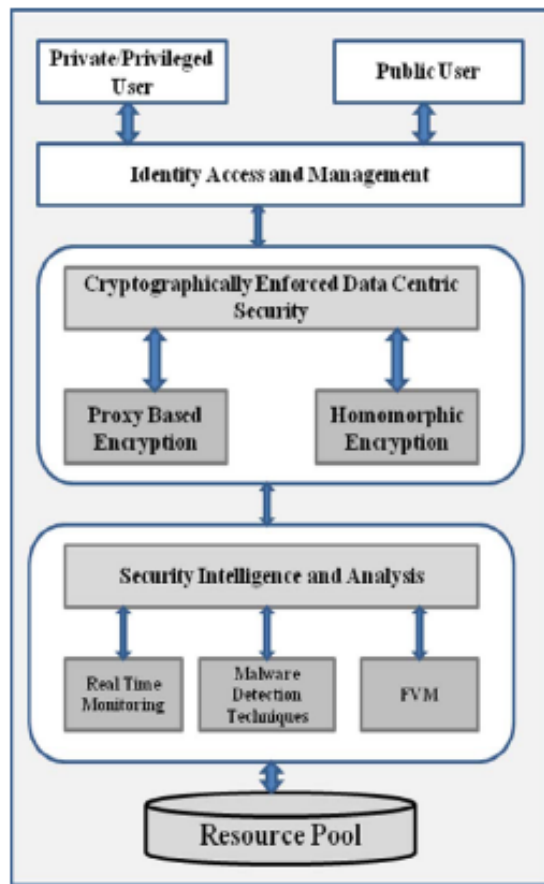 Private/Privileged
User
Public User
Identity Access and Management
Cryptographically Enforced Data Centric
Security
Proxy Based
Encryption
Homomorphic
Encryption
Security Intelligence and Analysis
Real Time
Monitoring
Malware
Detection
Techniques
FVM
Resource Pool